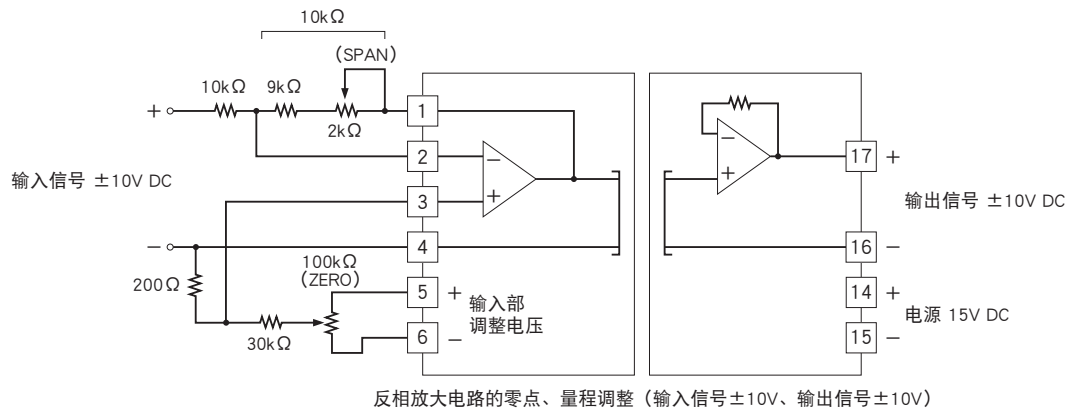 10kΩ
(SPAN)
10kΩ
9kΩ
2kΩ
+
1
2
3
4
5
6
−
+
输入信号 ±10V DC
−
200Ω
100kΩ
(ZERO)
30kΩ
+
−
输入部
调整电压
−
+
17
+
输出信号 ±10V DC
16
−
14
+
电源 15V DC
15
−
反相放大电路的零点、量程调整（输入信号±10V、输出信号±10V）